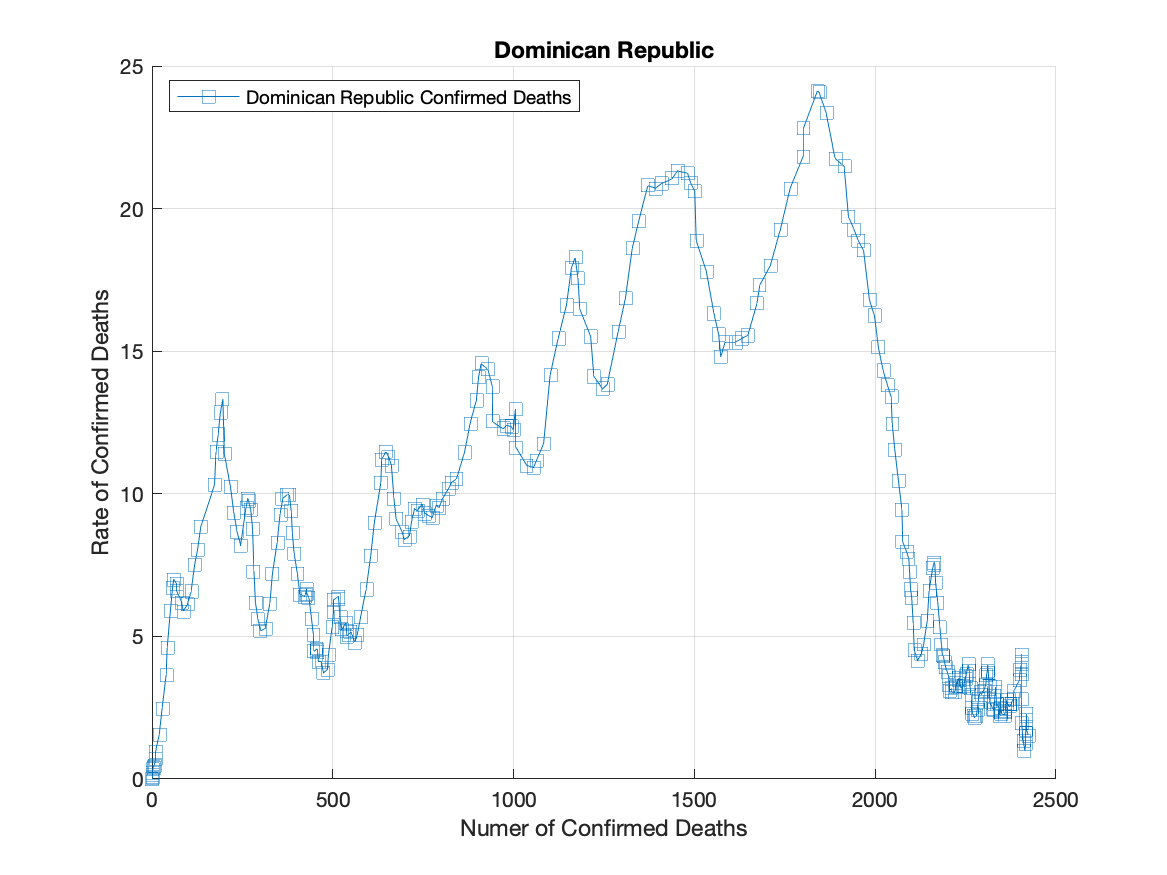 Dominican Republic
Dominican Republic Confirmed Deaths
Rate of Confirmed Deaths
25
20
15
10
5
0
0 500 1000 1500 2000 2500
Numer of Confirmed Deaths